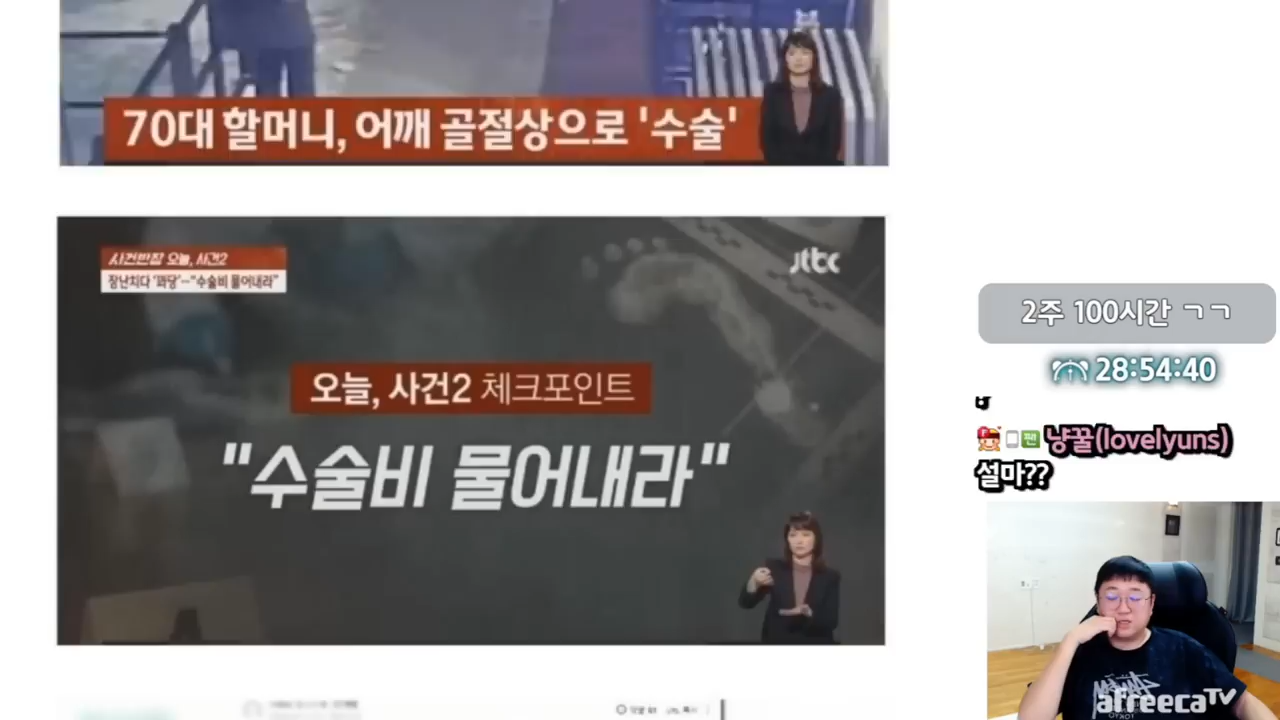 70대 할머니, 어깨 골절상으로 '수술'
사건반장 오늘, 사건2
장난치다 '꽈당'…"수술비 물어내라"
jtbc
오늘, 사건2 체크포인트
"수술비 물어내라"
2주 100시간 ㄱㄱ
28:54:40
냥꿀(lovelyuns)
설마??
afreecaTV